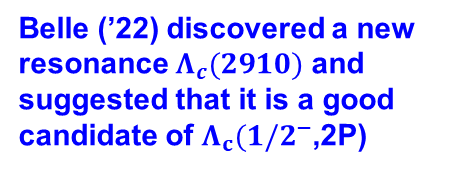 Belle (’22) discovered a new
resonance Λ𝑐(2910) and
suggested that it is a good
candidate of Λc(1/2⁻,2P)